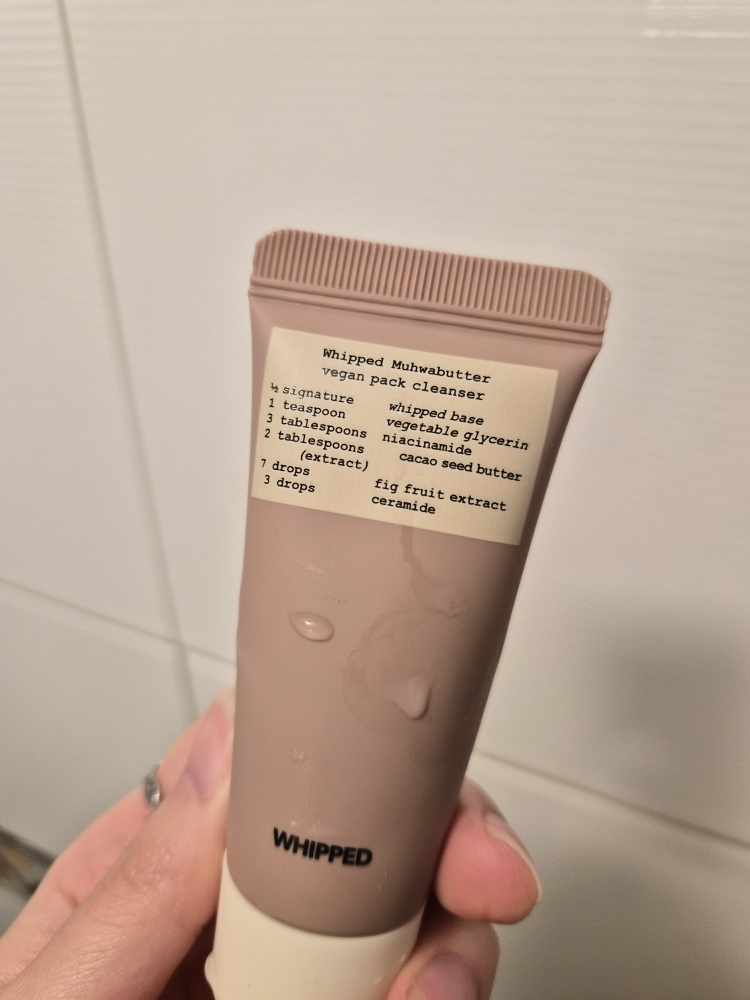 Whipped Muhwabutter
vegan pack cleanser
½ signature whipped base
1 teaspoon vegetable glycerin
3 tablespoons niacinamide
2 tablespoons cacao seed butter
(extract)
7 drops fig fruit extract
3 drops ceramide
WHIPPED